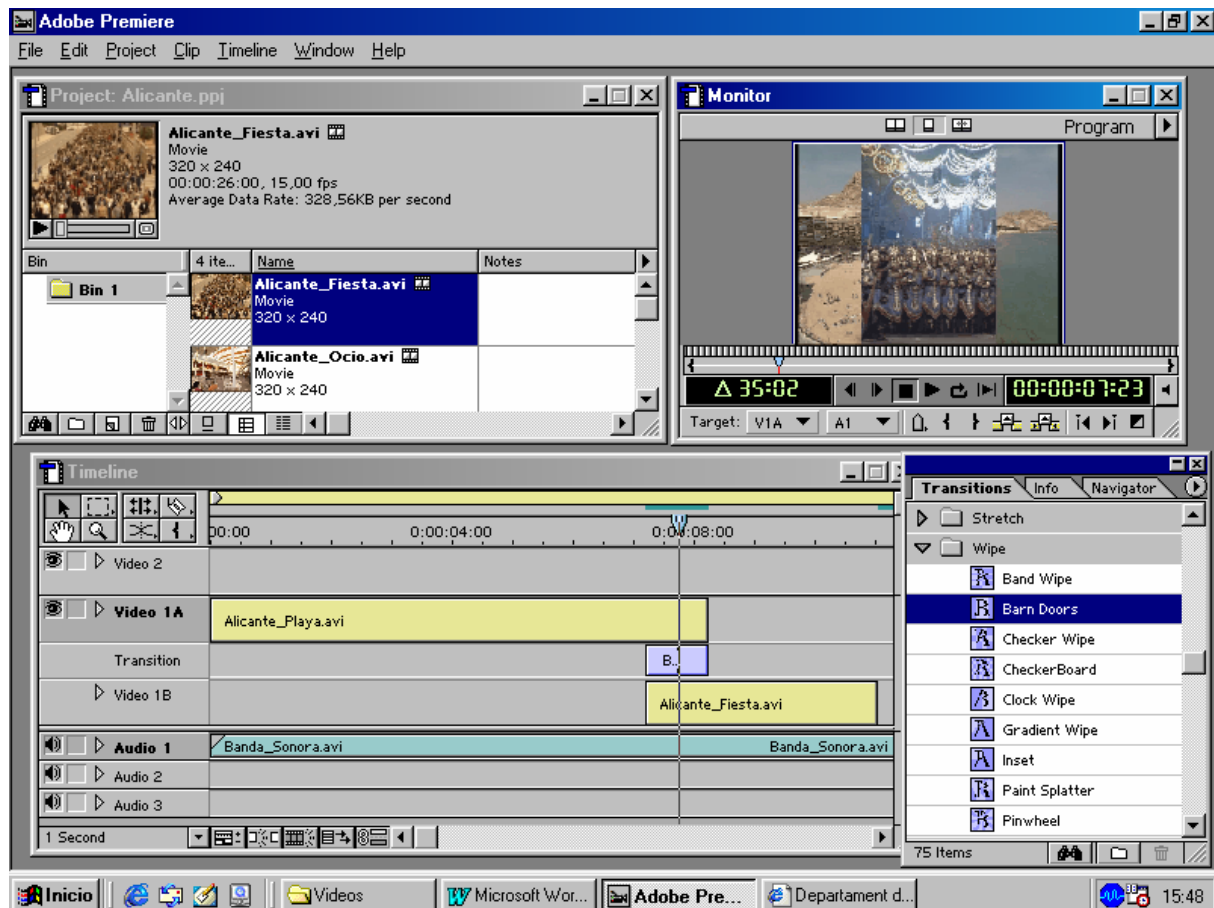 Adobe Premiere
File Edit Project Clip Timeline Window Help
Project: Alicante.ppj
Alicante_Fiesta.avi
Movie
320 × 240
00:00:26:00, 15,00 fps
Average Data Rate: 328,56KB per second
Bin 4 ite... Name Notes
Bin 1
Alicante_Fiesta.avi
Movie
320 × 240
Alicante_Ocio.avi
Movie
320 × 240
Monitor
Program
Δ 35:02 00:00:07:23
Target: V1A A1
Timeline
00:00 0:00:04:00 0:00:08:00
Video 2
Video 1A Alicante_Playa.avi
Transition B.
Video 1B Alicante_Fiesta.avi
Audio 1 Banda_Sonora.avi Banda_Sonora.avi
Audio 2
Audio 3
1 Second
Transitions Info Navigator
Stretch
Wipe
Band Wipe
Barn Doors
Checker Wipe
CheckerBoard
Clock Wipe
Gradient Wipe
Inset
Paint Splatter
Pinwheel
75 Items
Inicio Videos Microsoft Wor... Adobe Pre... Departament d... 15:48